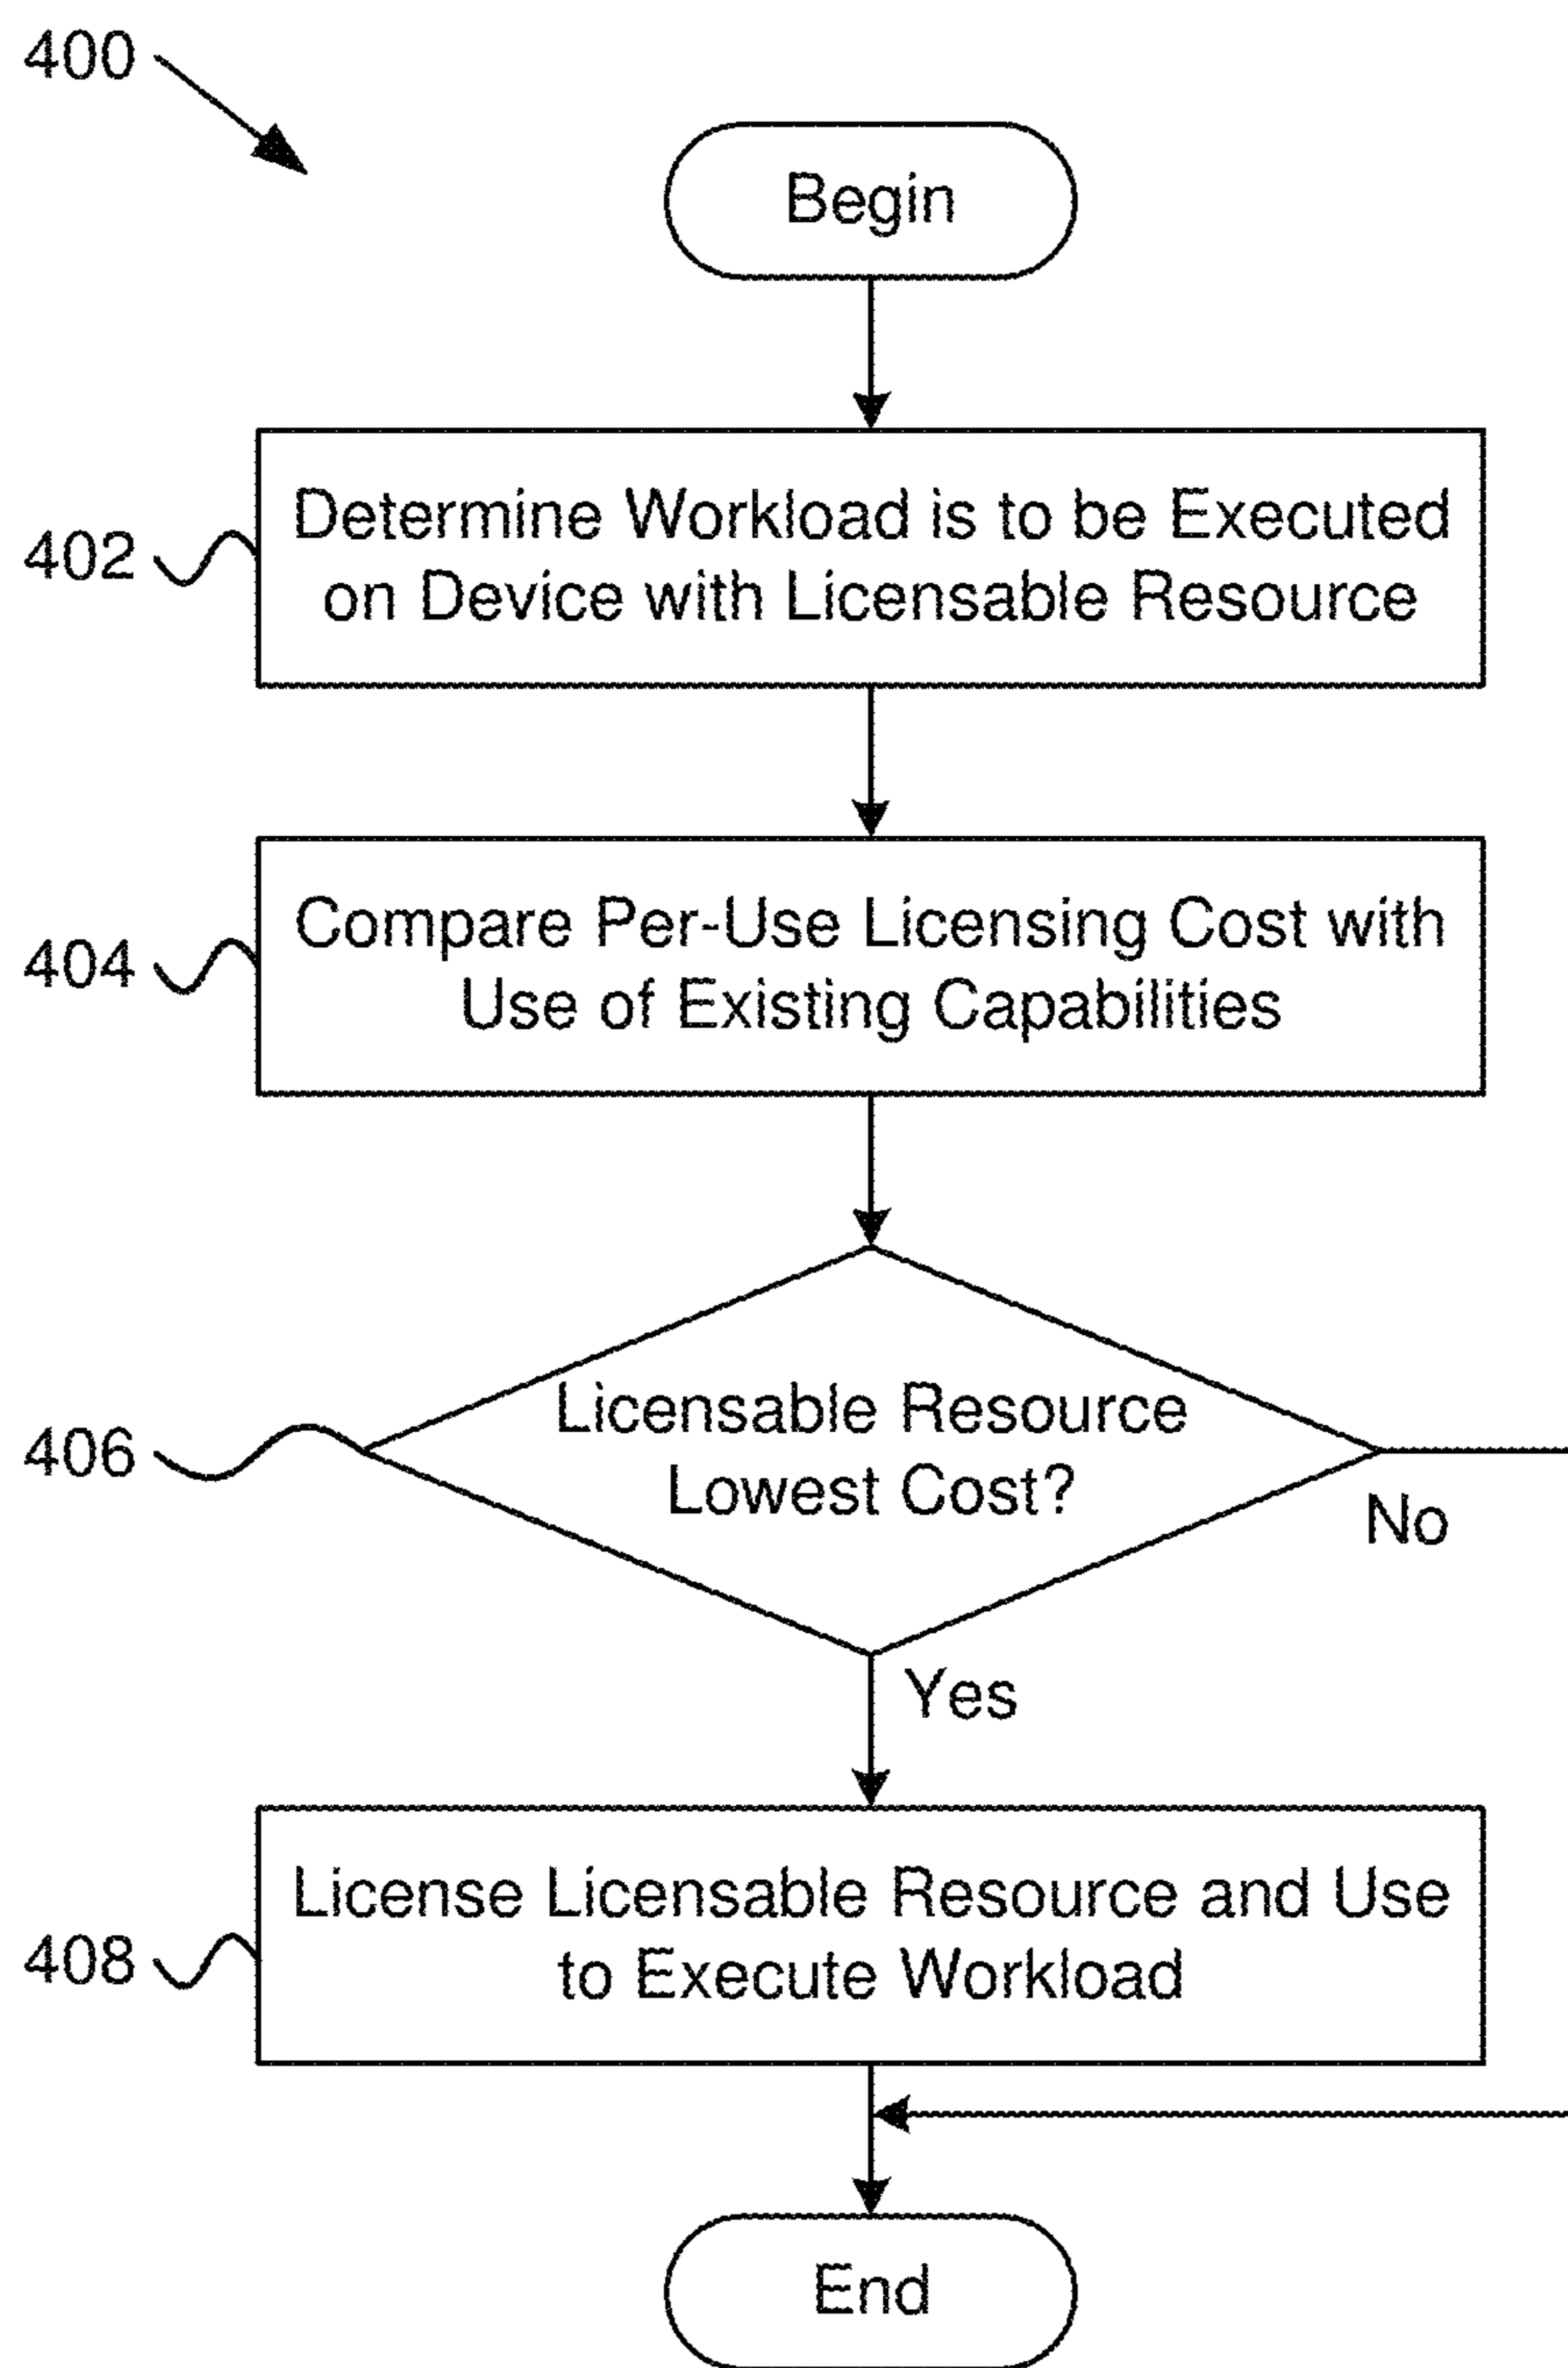 400
Begin
402
Determine Workload is to be Executed
on Device with Licensable Resource
404
Compare Per-Use Licensing Cost with
Use of Existing Capabilities
406
Licensable Resource
Lowest Cost?
No
Yes
408
License Licensable Resource and Use
to Execute Workload
End